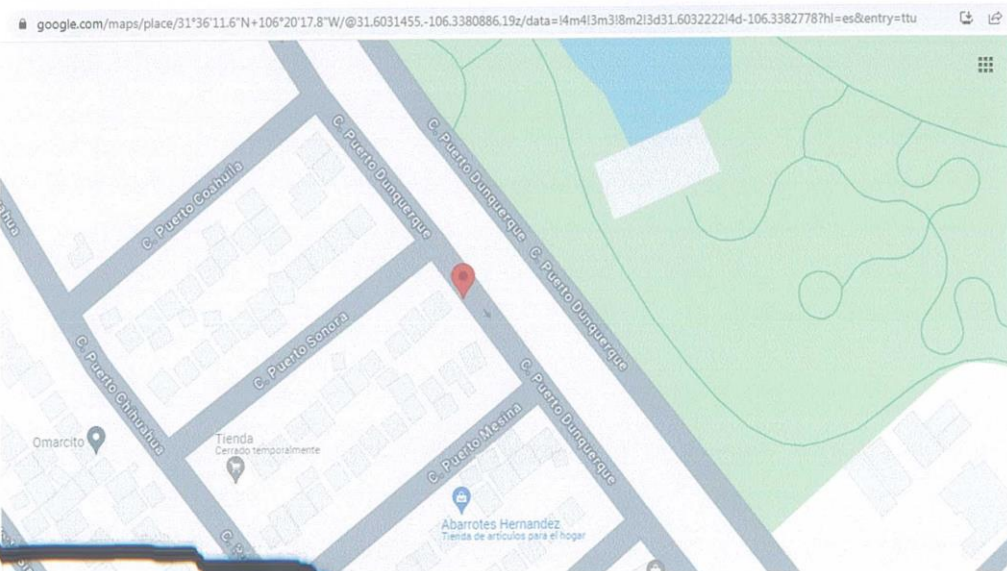 google.com/maps/place/31°36'11.6"N+106°20'17.8"W/@31.6031455,-106.3380886,19z/data=!4m4!3m3!8m2!3d31.6032222!4d-106.3382778?hl=es&entry=ttu
C. Puerto Dunquerque
C. Puerto Dunquerque
C. Puerto Coahuila
C. Puerto Dunquerque
C. Puerto Sonora
C. Puerto Chihuahua
C. Puerto Dunquerque
C. Puerto Mesina
Omarcito
Tienda
Cerrado temporalmente
Abarrotes Hernandez
Tienda de artículos para el hogar